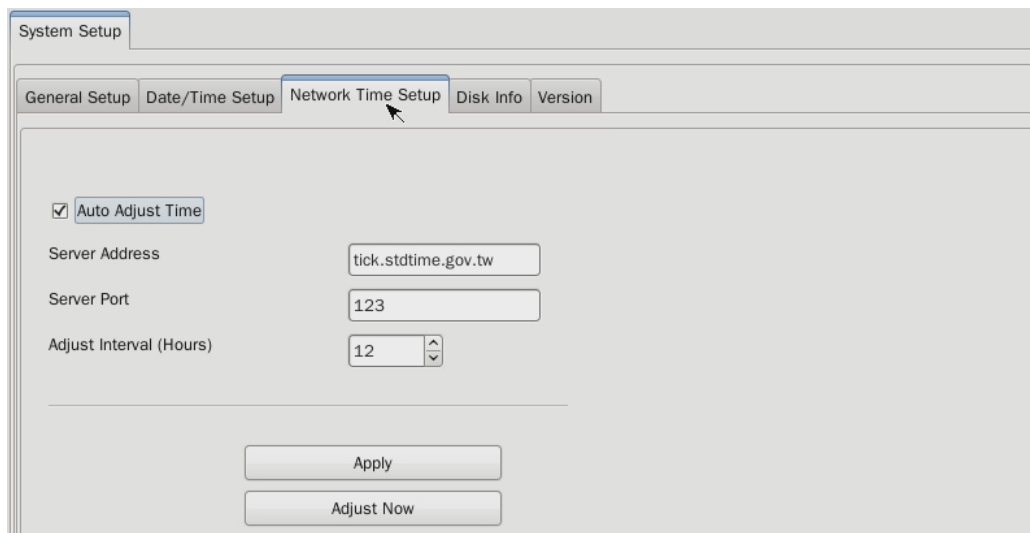 System Setup
General Setup Date/Time Setup Network Time Setup Disk Info Version
Auto Adjust Time
Server Address tick.stdtime.gov.tw
Server Port 123
Adjust Interval (Hours) 12
Apply
Adjust Now